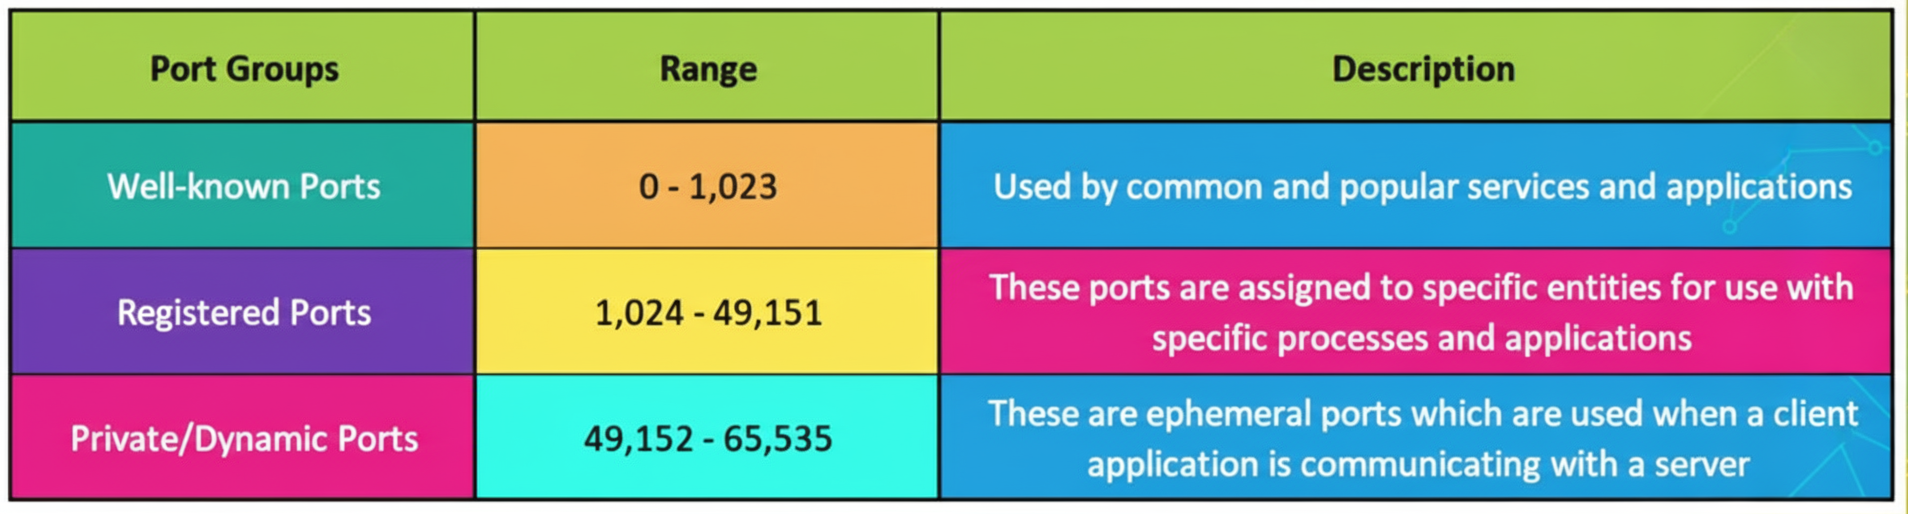 Port Groups
Range
Description
Well-known Ports
0 - 1,023
Used by common and popular services and applications
Registered Ports
1,024 - 49,151
These ports are assigned to specific entities for use with
specific processes and applications
Private/Dynamic Ports
49,152 - 65,535
These are ephemeral ports which are used when a client
application is communicating with a server